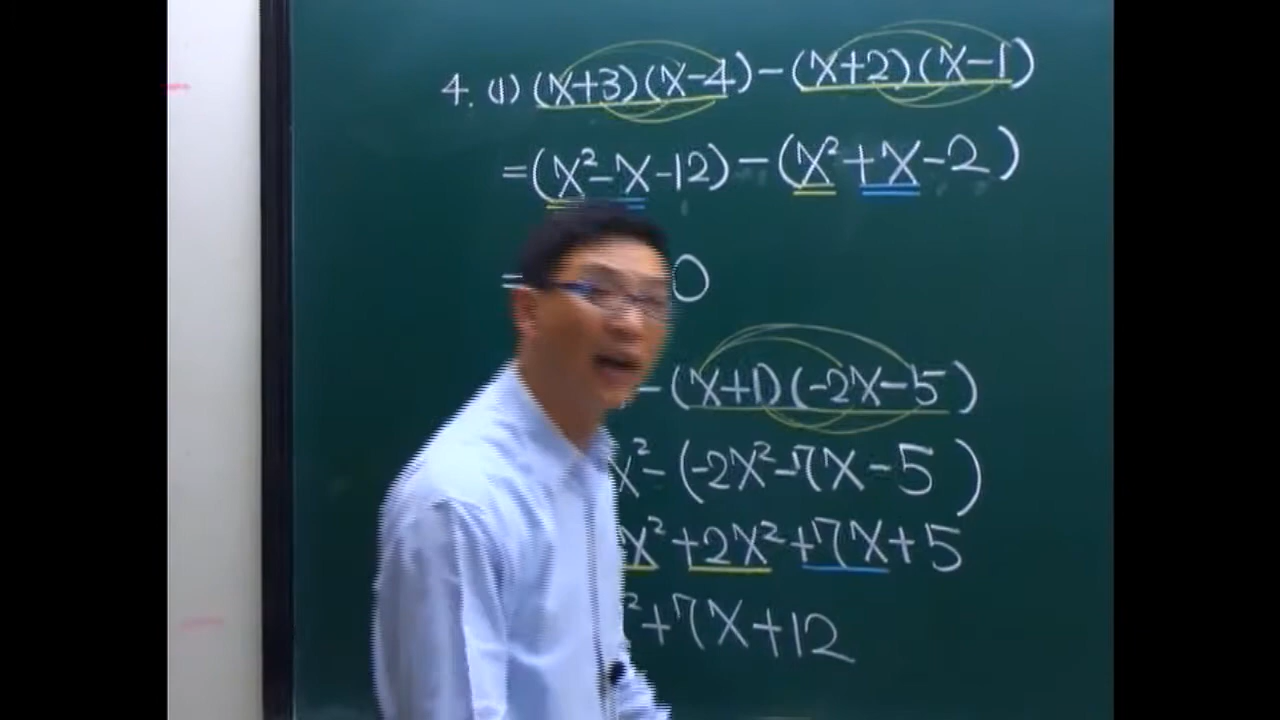 4. (1) (x+3)(x-4)-(x+2)(x-1)
=(x²-x-12)-(x²+x-2)
= 0
-(x+1)(-2x-5)
x²-(-2x²-7x-5)
x²+2x²+7x+5
²+7x+12